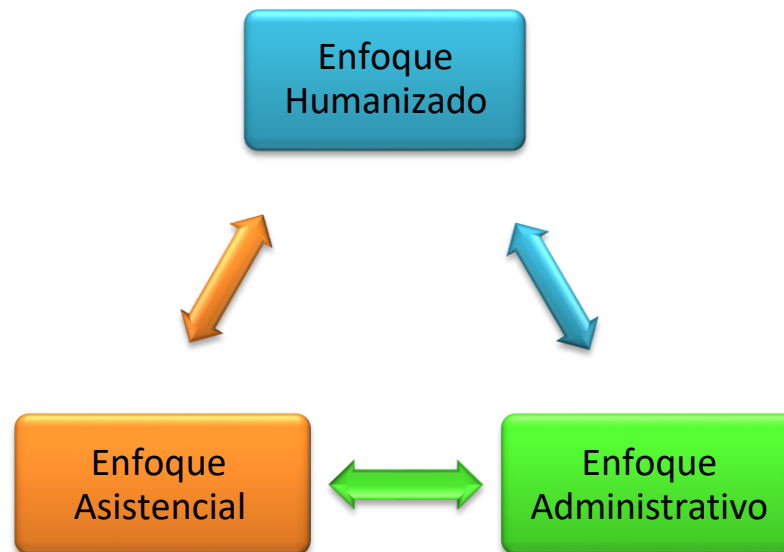 Enfoque
Humanizado
Enfoque
Asistencial
Enfoque
Administrativo